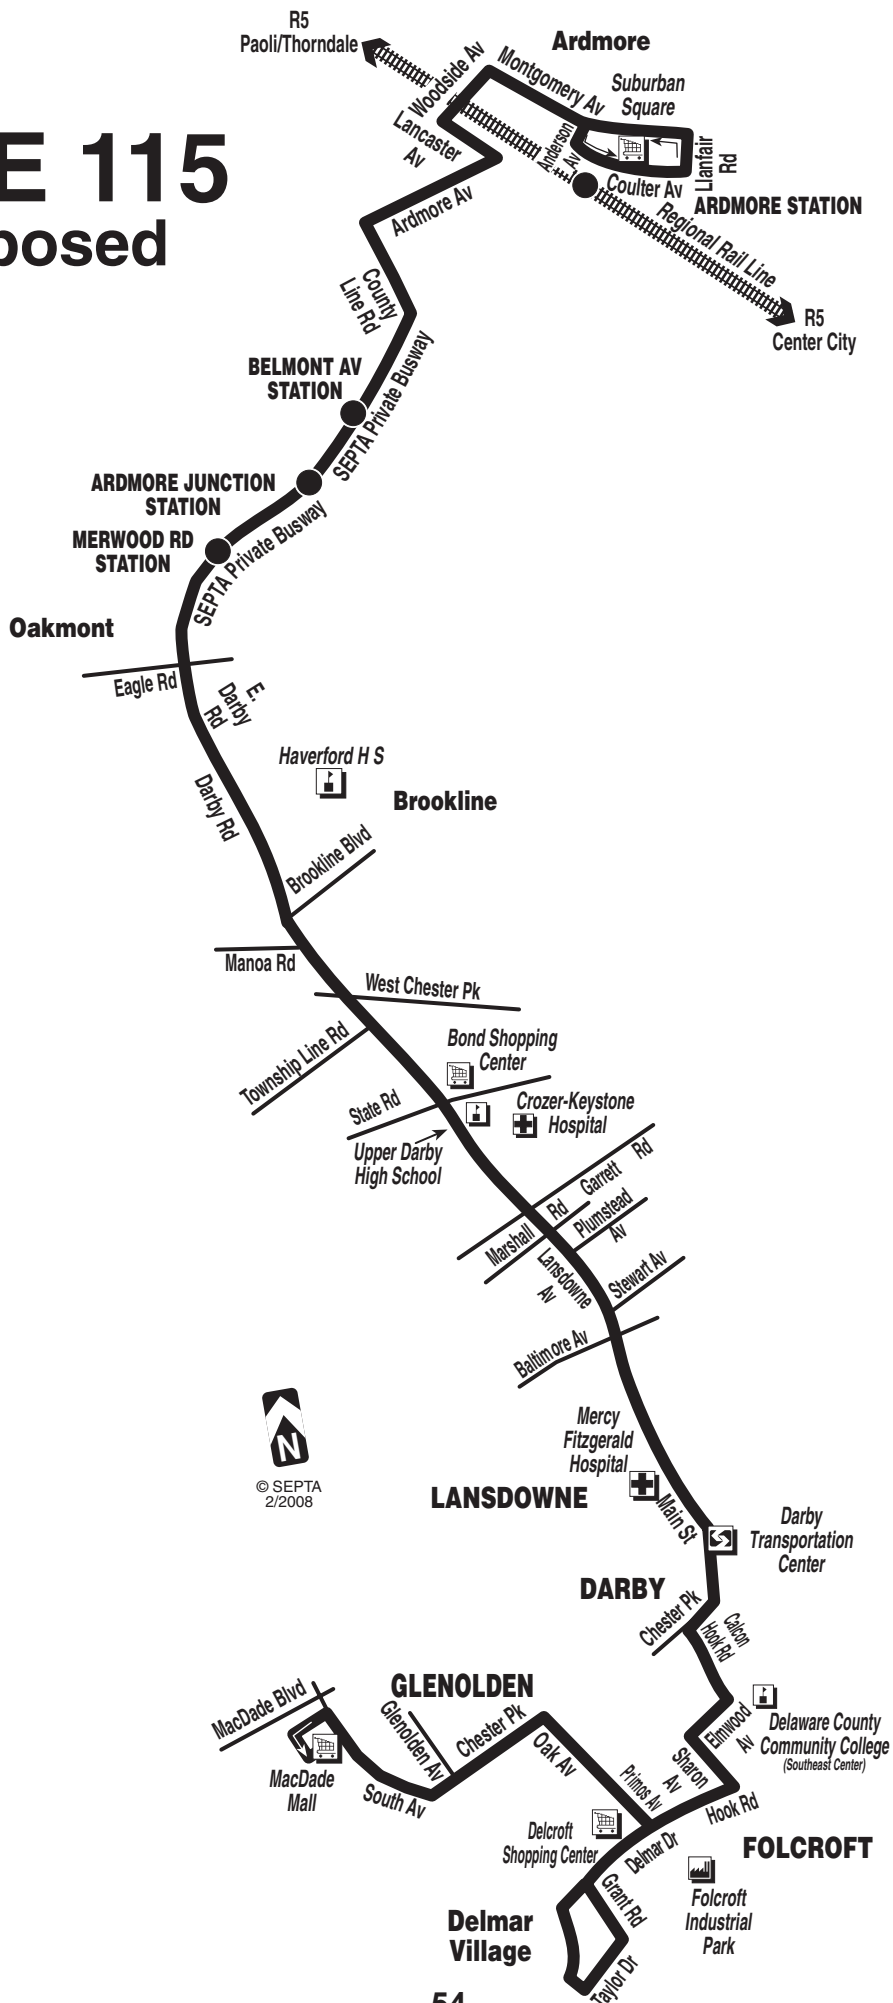 R5
Paoli/Thorndale
Ardmore
Woodside Av
Montgomery Av
Suburban
Square
E 115
posed
Lancaster
Av
Anderson
Av
Llanfair
Rd
Coulter Av
ARDMORE STATION
Ardmore Av
Regional Rail Line
County
Line Rd
R5
Center City
BELMONT AV
STATION
SEPTA Private Busway
ARDMORE JUNCTION
STATION
MERWOOD RD
STATION
SEPTA Private Busway
Oakmont
Eagle Rd
E.
Darby
Rd
Haverford H S
Darby Rd
Brookline
Brookline Blvd
Manoa Rd
West Chester Pk
Township Line Rd
Bond Shopping
Center
State Rd
Crozer-Keystone
Hospital
Upper Darby
High School
Garrett Rd
Marshall Rd
Plumstead
Av
Lansdowne
Av
Stewart Av
Baltimore Av
N
© SEPTA
2/2008
Mercy
Fitzgerald
Hospital
LANSDOWNE
Main St
Darby
Transportation
Center
DARBY
Chester Pk
Calcon
Hook Rd
MacDade Blvd
GLENOLDEN
Glenolden Av
Chester Pk
Elmwood
Av
Delaware County
Community College
(Southeast Center)
MacDade
Mall
South Av
Oak Av
Primos Av
Sharon
Av
Hook Rd
Delcroft
Shopping Center
Delmar Dr
FOLCROFT
Grant Rd
Folcroft
Industrial
Park
Delmar
Village
Taylor Dr
54